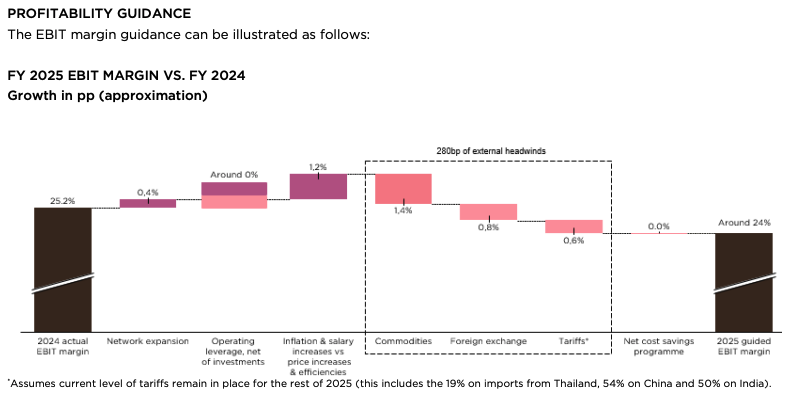 PROFITABILITY GUIDANCE
The EBIT margin guidance can be illustrated as follows:
FY 2025 EBIT MARGIN VS. FY 2024
Growth in pp (approximation)
280bp of external headwinds
25.2%
0,4%
Around 0%
1,2%
1,4%
0,8%
0,6%
0.0%
Around 24%
2024 actual
EBIT margin
Network expansion
Operating
leverage, net
of investments
Inflation & salary
increases vs
price increases
& efficiencies
Commodities
Foreign exchange
Tariffs*
Net cost savings
programme
2025 guided
EBIT margin
*Assumes current level of tariffs remain in place for the rest of 2025 (this includes the 19% on imports from Thailand, 54% on China and 50% on India).